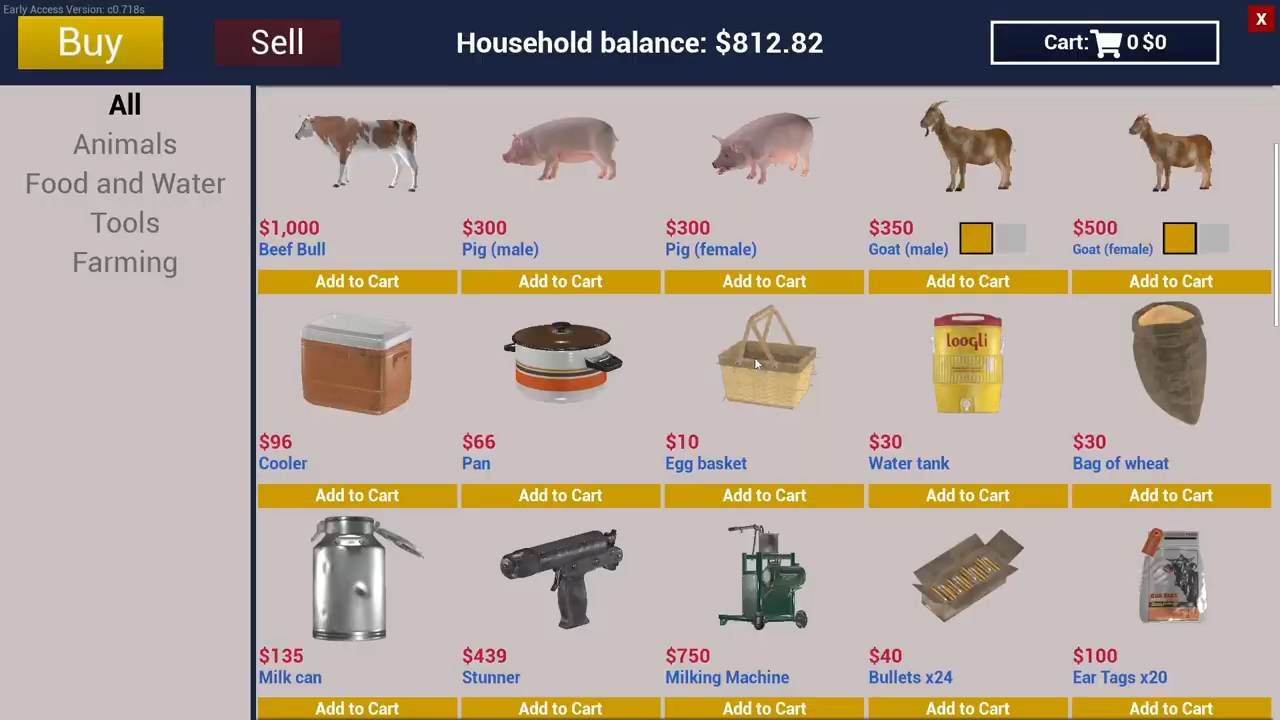 Early Access Version: c0.718s
Buy
Sell
Household balance: $812.82
Cart: 0 $0
X
All
Animals
Food and Water
Tools
Farming
$1,000
Beef Bull
Add to Cart
$300
Pig (male)
Add to Cart
$300
Pig (female)
Add to Cart
$350
Goat (male)
Add to Cart
$500
Goat (female)
Add to Cart
$96
Cooler
Add to Cart
$66
Pan
Add to Cart
$10
Egg basket
Add to Cart
loogli
$30
Water tank
Add to Cart
$30
Bag of wheat
Add to Cart
$135
Milk can
Add to Cart
$439
Stunner
Add to Cart
$750
Milking Machine
Add to Cart
$40
Bullets x24
Add to Cart
EAR TAGS
$100
Ear Tags x20
Add to Cart